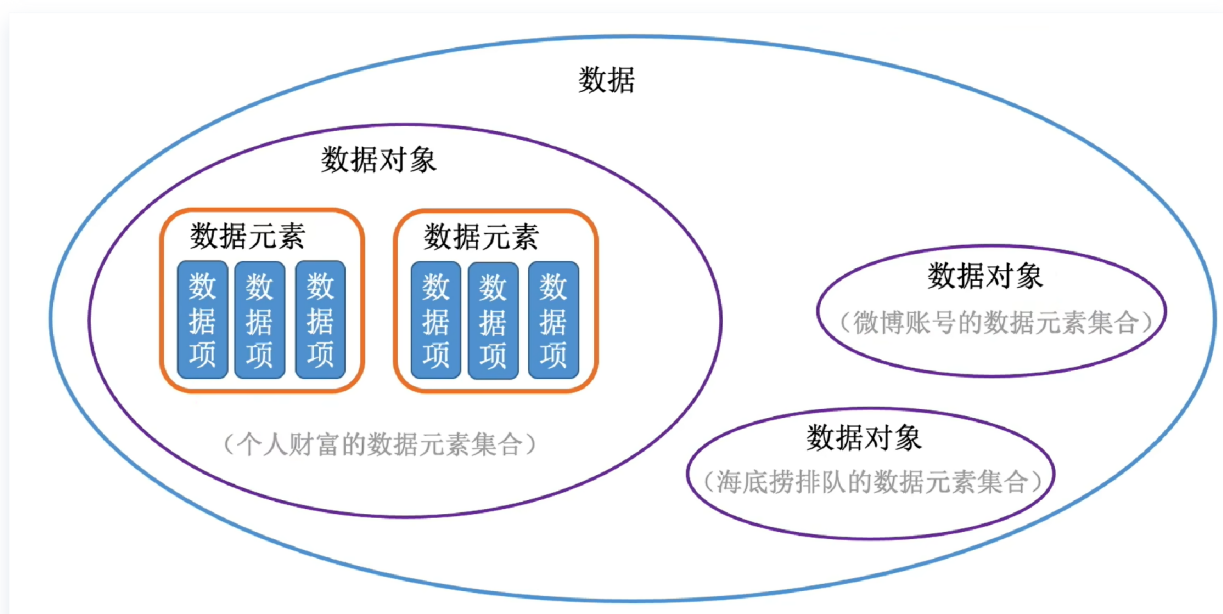 数据
数据对象
数据元素
数据项
数据项
数据项
数据元素
数据项
数据项
数据项
（个人财富的数据元素集合）
数据对象
（微博账号的数据元素集合）
数据对象
（海底捞排队的数据元素集合）